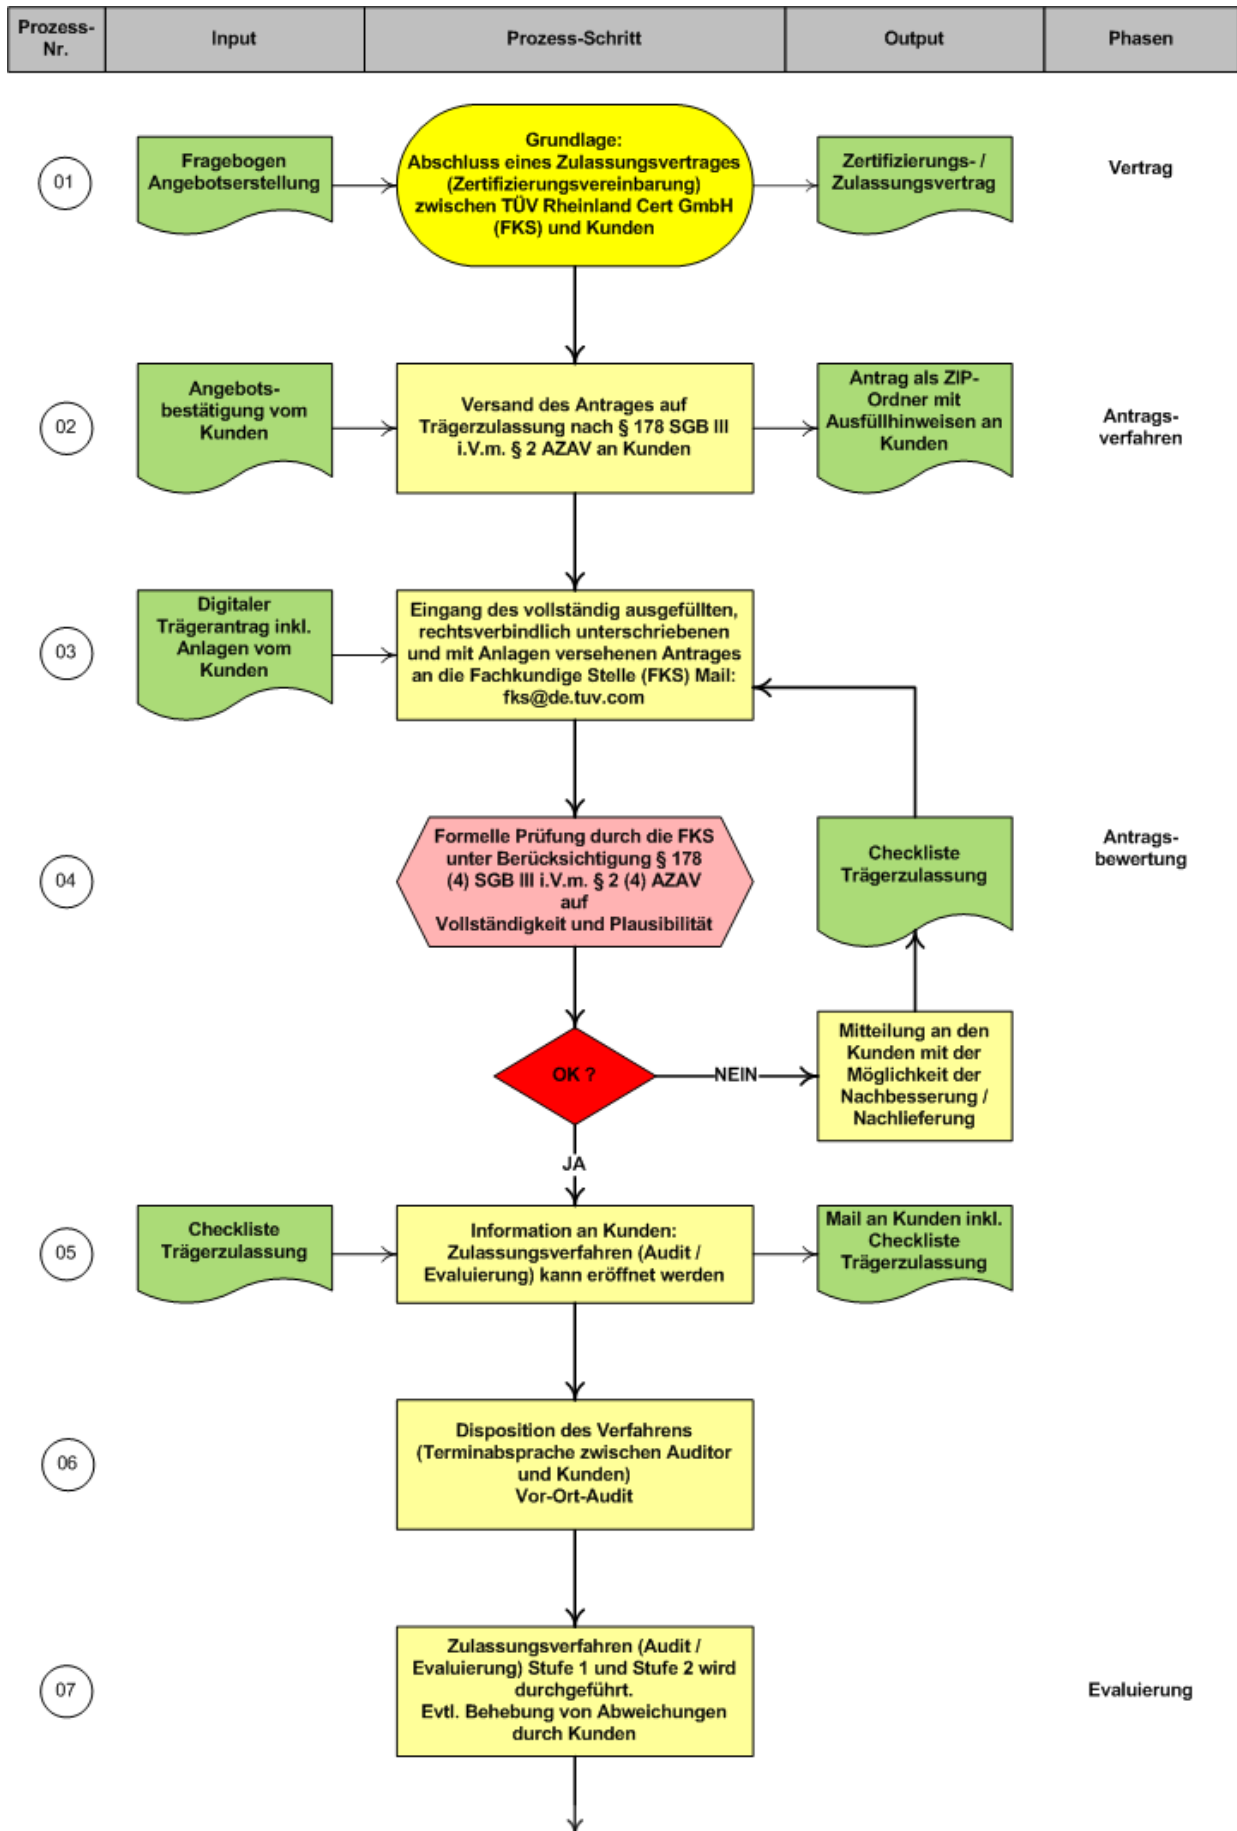 Prozess-
Nr.
Input
Prozess-Schritt
Output
Phasen
01
Fragebogen
Angebotserstellung
Grundlage:
Abschluss eines Zulassungsvertrages
(Zertifizierungsvereinbarung)
zwischen TÜV Rheinland Cert GmbH
(FKS) und Kunden
Zertifizierungs- /
Zulassungsvertrag
Vertrag
02
Angebots-
bestätigung vom
Kunden
Versand des Antrages auf
Trägerzulassung nach § 178 SGB III
i.V.m. § 2 AZAV an Kunden
Antrag als ZIP-
Ordner mit
Ausfüllhinweisen an
Kunden
Antrags-
verfahren
03
Digitaler
Trägerantrag inkl.
Anlagen vom
Kunden
Eingang des vollständig ausgefüllten,
rechtsverbindlich unterschriebenen
und mit Anlagen versehenen Antrages
an die Fachkundige Stelle (FKS) Mail:
fks@de.tuv.com
04
Formelle Prüfung durch die FKS
unter Berücksichtigung § 178
(4) SGB III i.V.m. § 2 (4) AZAV
auf
Vollständigkeit und Plausibilität
Checkliste
Trägerzulassung
Antrags-
bewertung
OK ?
NEIN
Mitteilung an den
Kunden mit der
Möglichkeit der
Nachbesserung /
Nachlieferung
JA
05
Checkliste
Trägerzulassung
Information an Kunden:
Zulassungsverfahren (Audit /
Evaluierung) kann eröffnet werden
Mail an Kunden inkl.
Checkliste
Trägerzulassung
06
Disposition des Verfahrens
(Terminabsprache zwischen Auditor
und Kunden)
Vor-Ort-Audit
07
Zulassungsverfahren (Audit /
Evaluierung) Stufe 1 und Stufe 2 wird
durchgeführt.
Evtl. Behebung von Abweichungen
durch Kunden
Evaluierung